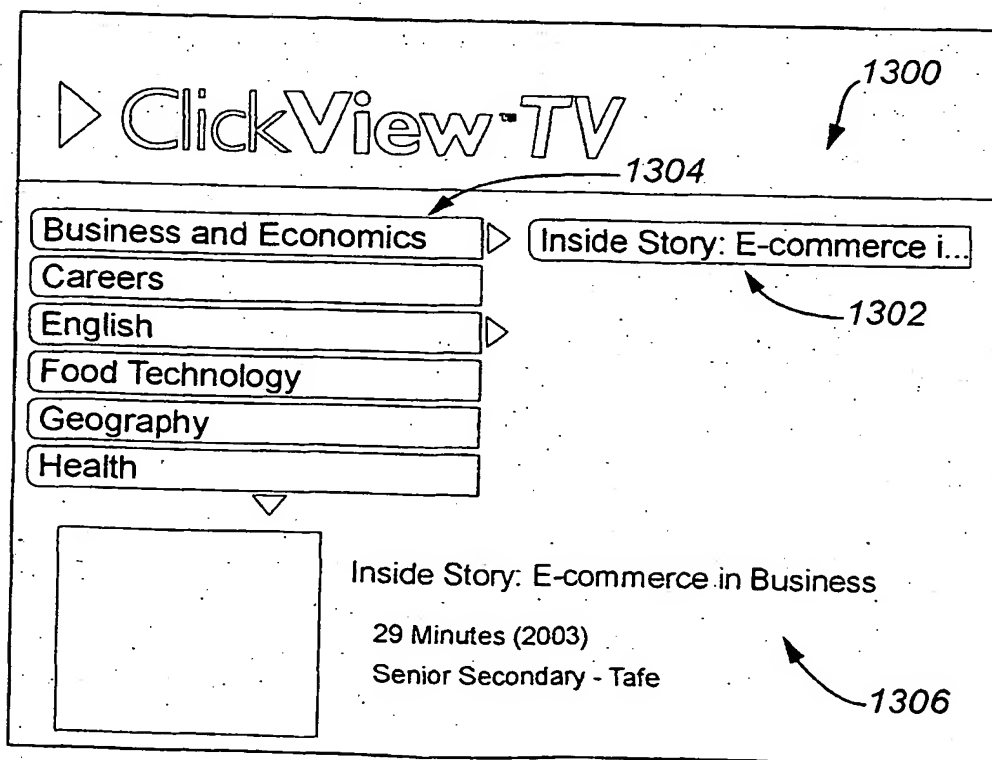 1300
ClickView™ TV
1304
Business and Economics
Inside Story: E-commerce i...
Careers
1302
English
Food Technology
Geography
Health
Inside Story: E-commerce in Business
29 Minutes (2003)
Senior Secondary - Tafe
1306